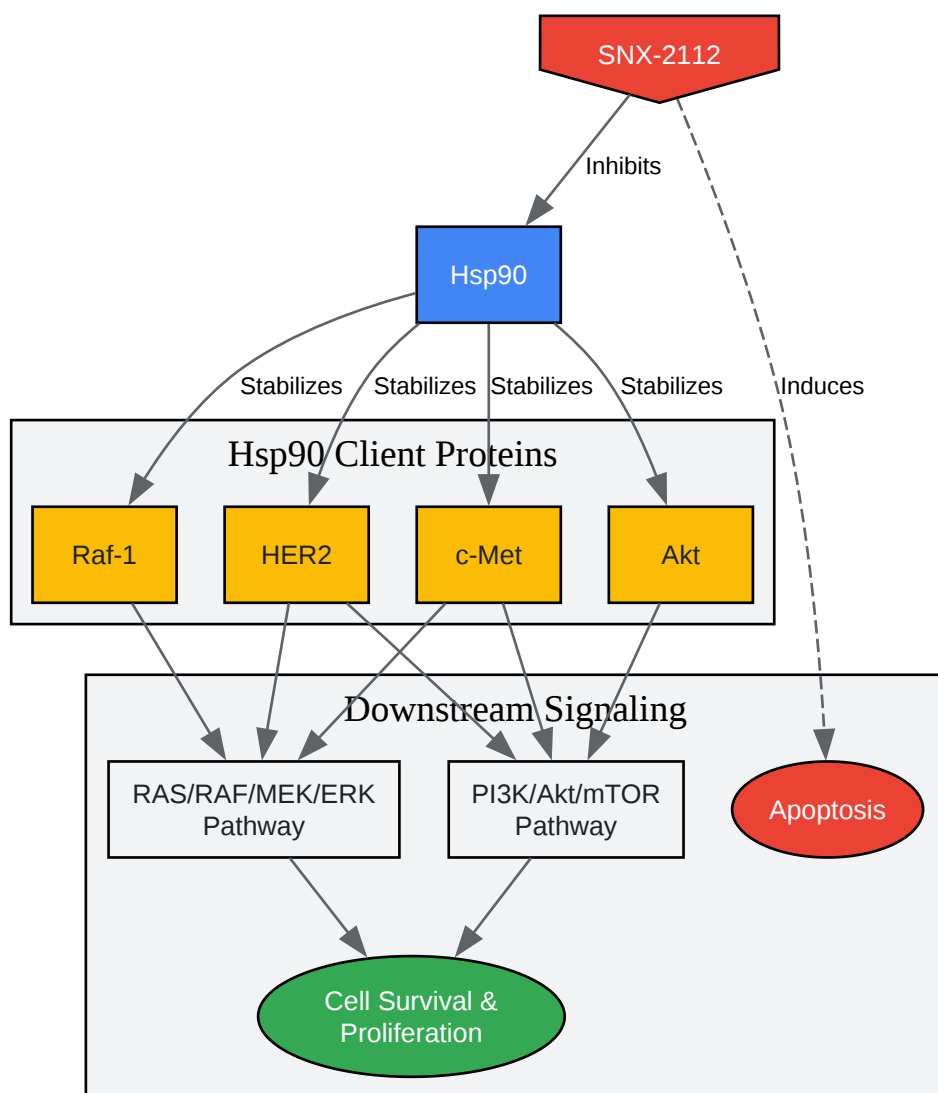 SNX-2112
Inhibits
Hsp90
Stabilizes
Stabilizes
Stabilizes
Stabilizes
Induces
Hsp90 Client Proteins
Raf-1
HER2
c-Met
Akt
Downstream Signaling
RAS/RAF/MEK/ERK
Pathway
PI3K/Akt/mTOR
Pathway
Apoptosis
Cell Survival &
Proliferation